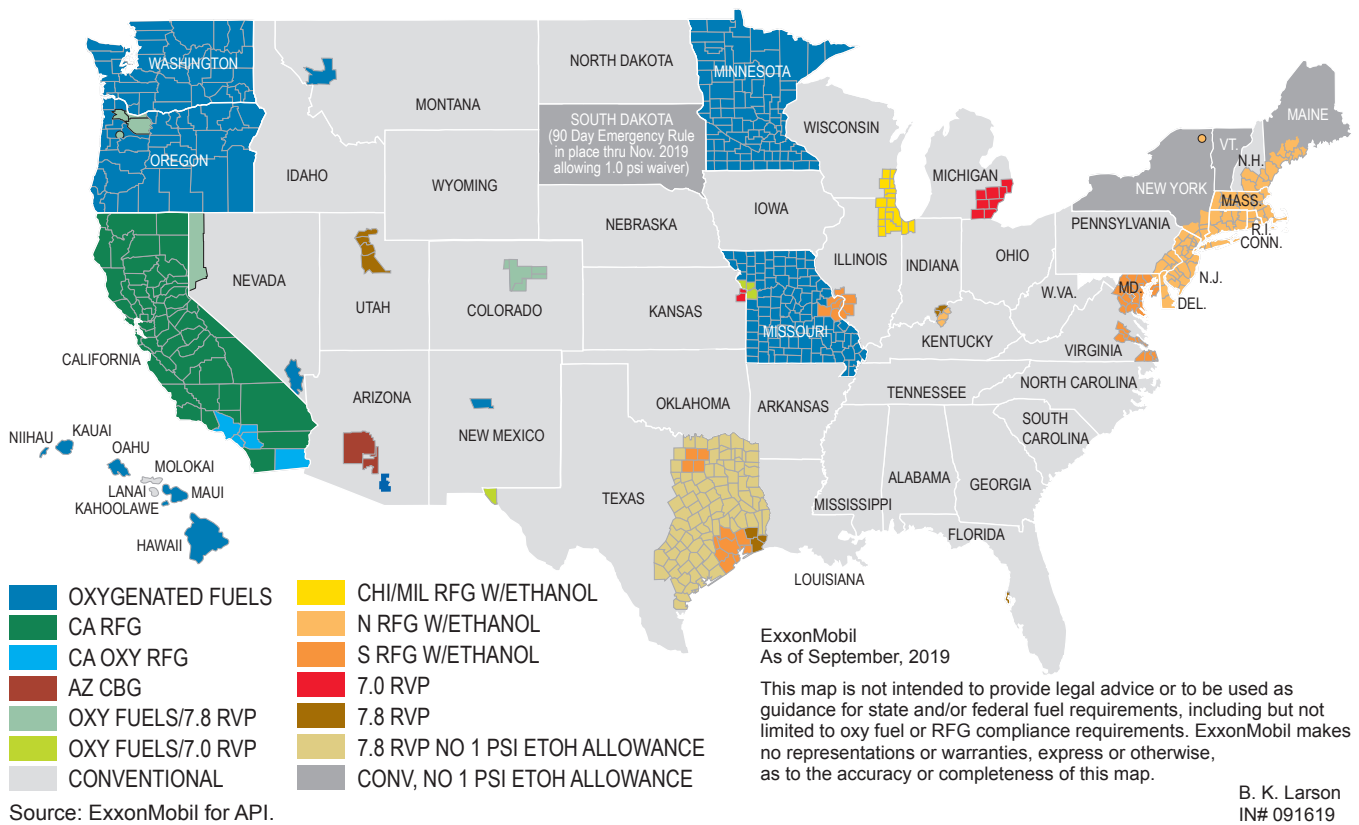 WASHINGTON
OREGON
IDAHO
MONTANA
NORTH DAKOTA
SOUTH DAKOTA
(90 Day Emergency Rule
in place thru Nov. 2019
allowing 1.0 psi waiver)
MINNESOTA
WISCONSIN
MICHIGAN
MAINE
VT.
N.H.
NEW YORK
MASS.
R.I.
CONN.
WYOMING
NEBRASKA
IOWA
PENNSYLVANIA
N.J.
DEL.
MD.
NEVADA
UTAH
COLORADO
KANSAS
MISSOURI
ILLINOIS
INDIANA
OHIO
W.VA.
KENTUCKY
VIRGINIA
CALIFORNIA
ARIZONA
NEW MEXICO
OKLAHOMA
ARKANSAS
TENNESSEE
NORTH CAROLINA
SOUTH
CAROLINA
TEXAS
MISSISSIPPI
ALABAMA
GEORGIA
FLORIDA
LOUISIANA
NIIHAU
KAUAI
OAHU
MOLOKAI
LANAI
MAUI
KAHOOLAWE
HAWAII
OXYGENATED FUELS
CA RFG
CA OXY RFG
AZ CBG
OXY FUELS/7.8 RVP
OXY FUELS/7.0 RVP
CONVENTIONAL
CHI/MIL RFG W/ETHANOL
N RFG W/ETHANOL
S RFG W/ETHANOL
7.0 RVP
7.8 RVP
7.8 RVP NO 1 PSI ETOH ALLOWANCE
CONV, NO 1 PSI ETOH ALLOWANCE
ExxonMobil
As of September, 2019
This map is not intended to provide legal advice or to be used as
guidance for state and/or federal fuel requirements, including but not
limited to oxy fuel or RFG compliance requirements. ExxonMobil makes
no representations or warranties, express or otherwise,
as to the accuracy or completeness of this map.
B. K. Larson
IN# 091619
Source: ExxonMobil for API.